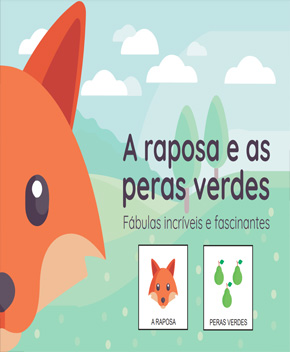 A raposa e as
peras verdes
Fábulas incríveis e fascinantes
A RAPOSA
PERAS VERDES